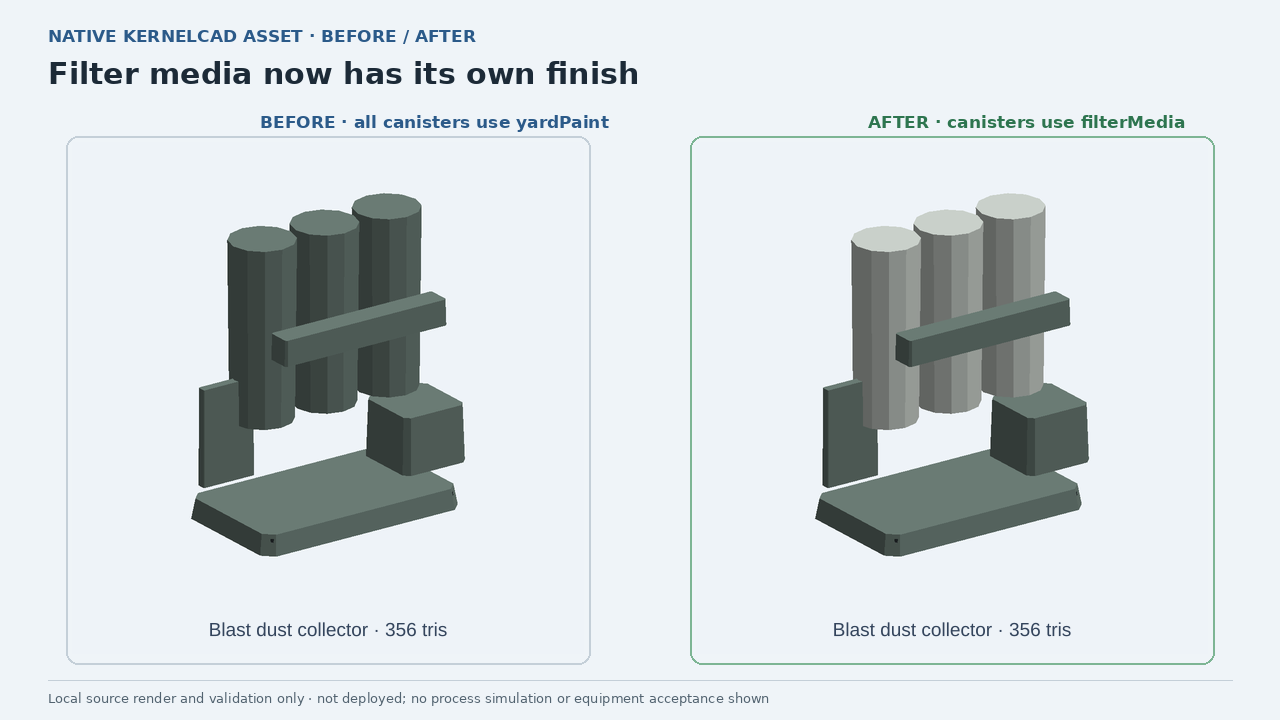 NATIVE KERNELCAD ASSET · BEFORE / AFTER
Filter media now has its own finish
BEFORE · all canisters use yardPaint
AFTER · canisters use filterMedia
Blast dust collector · 356 tris
Blast dust collector · 356 tris
Local source render and validation only · not deployed; no process simulation or equipment acceptance shown